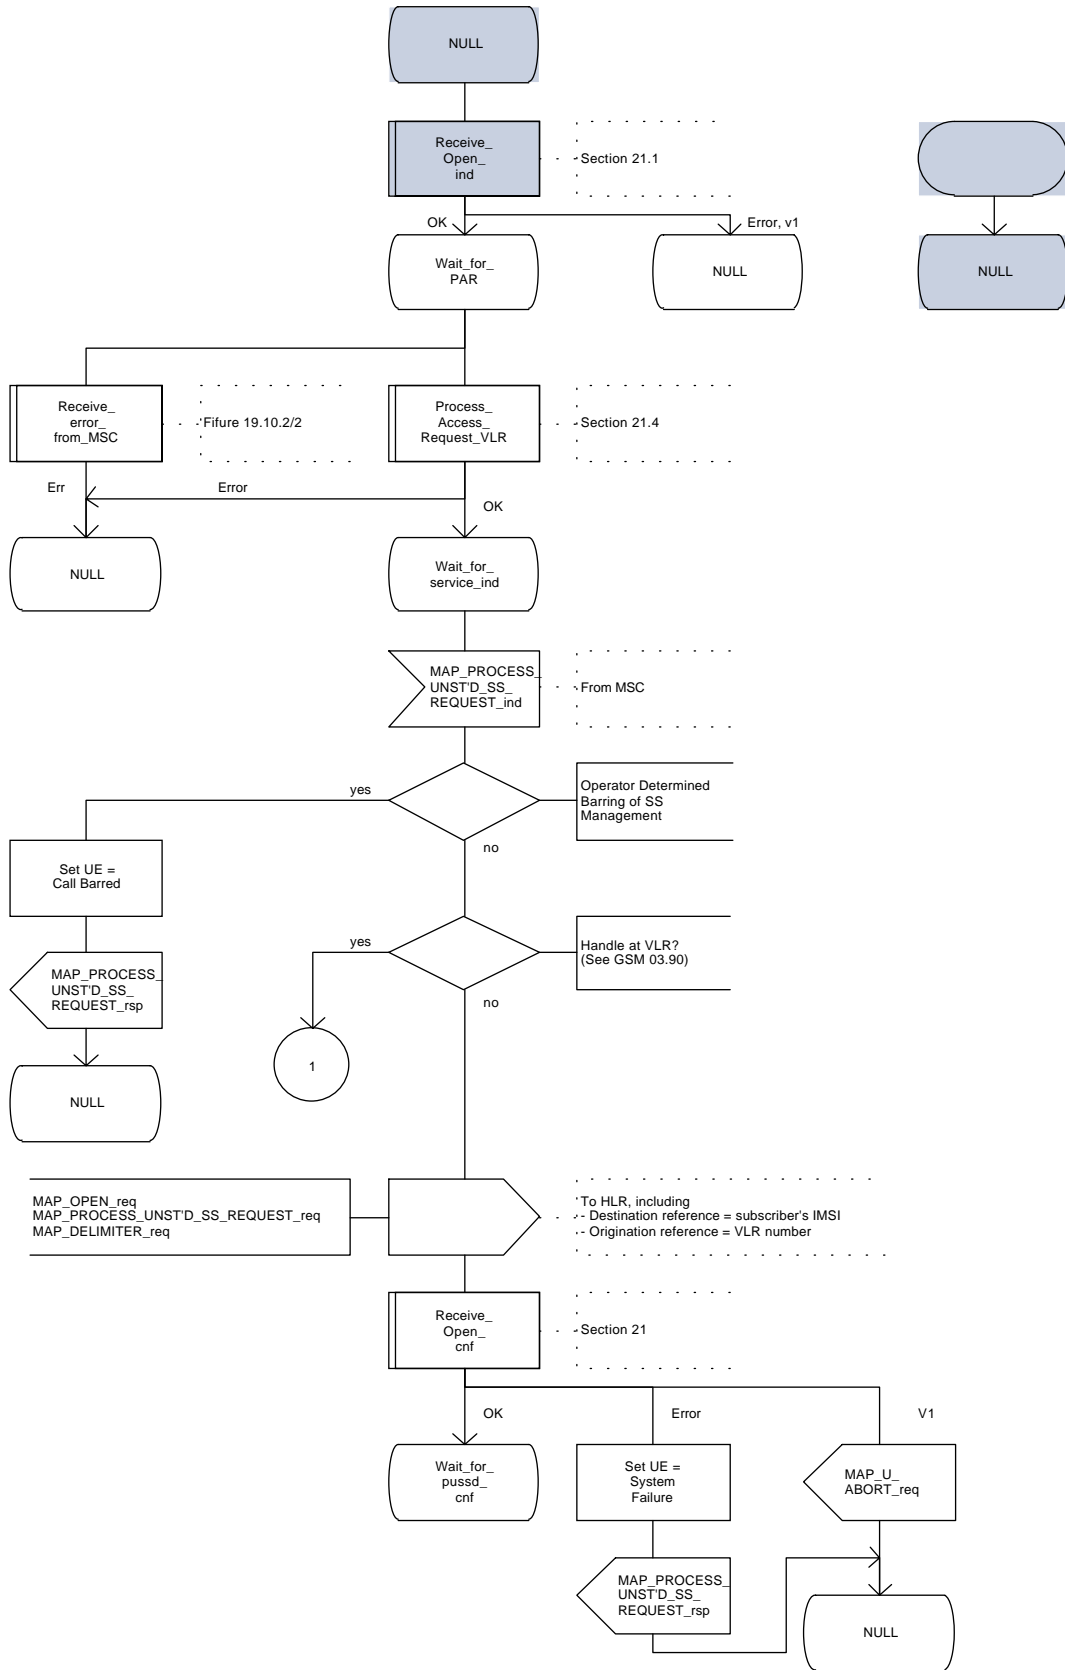 NULL
Receive_
Open_
ind
Section 21.1
OK
Error, v1
Wait_for_
PAR
NULL
NULL
Receive_
error_
from_MSC
Fifure 19.10.2/2
Process_
Access_
Request_VLR
Section 21.4
Err
Error
OK
NULL
Wait_for_
service_ind
MAP_PROCESS_
UNST'D_SS_
REQUEST_ind
From MSC
yes
Operator Determined
Barring of SS
Management
no
Set UE =
Call Barred
yes
Handle at VLR?
(See GSM 03.90)
no
MAP_PROCESS_
UNST'D_SS_
REQUEST_rsp
1
NULL
MAP_OPEN_req
MAP_PROCESS_UNST'D_SS_REQUEST_req
MAP_DELIMITER_req
To HLR, including
- Destination reference = subscriber's IMSI
- Origination reference = VLR number
Receive_
Open_
cnf
Section 21
OK
Error
V1
Wait_for_
pussd_
cnf
Set UE =
System
Failure
MAP_U_
ABORT_req
MAP_PROCESS_
UNST'D_SS_
REQUEST_rsp
NULL